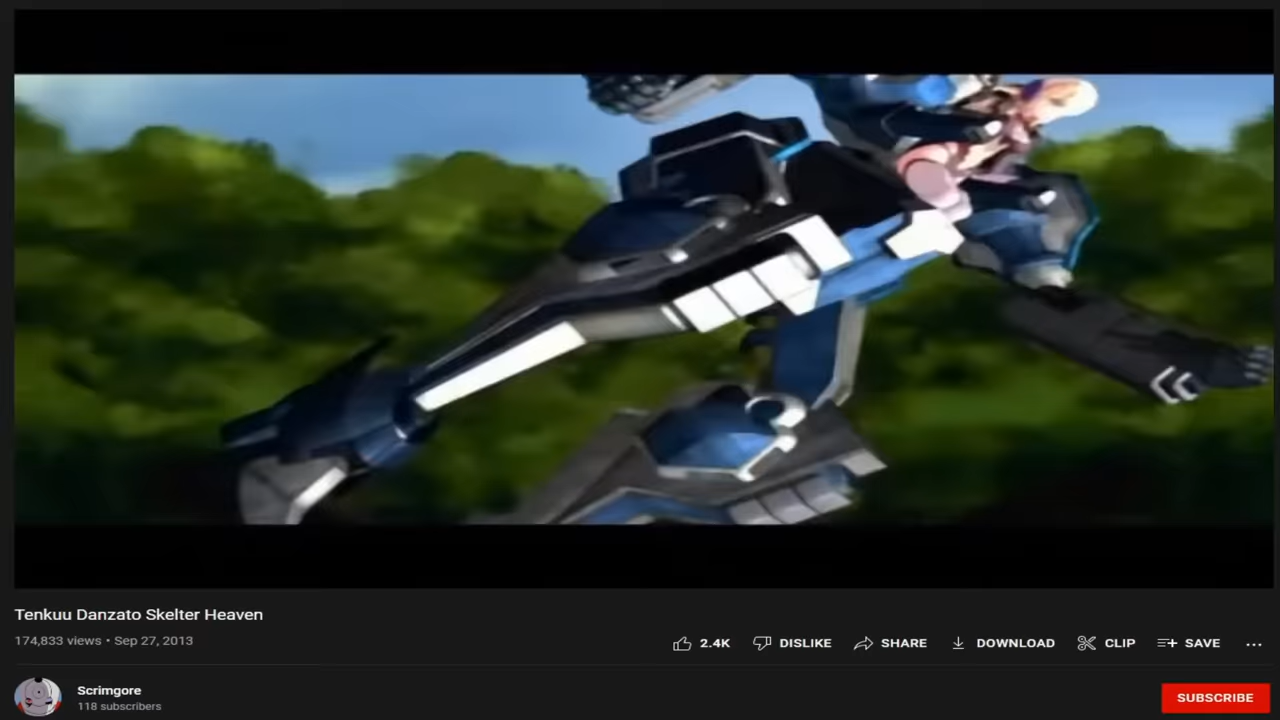 Tenkuu Danzato Skelter Heaven
174,833 views • Sep 27, 2013
2.4K DISLIKE SHARE DOWNLOAD CLIP SAVE ...
Scrimgore
118 subscribers
SUBSCRIBE